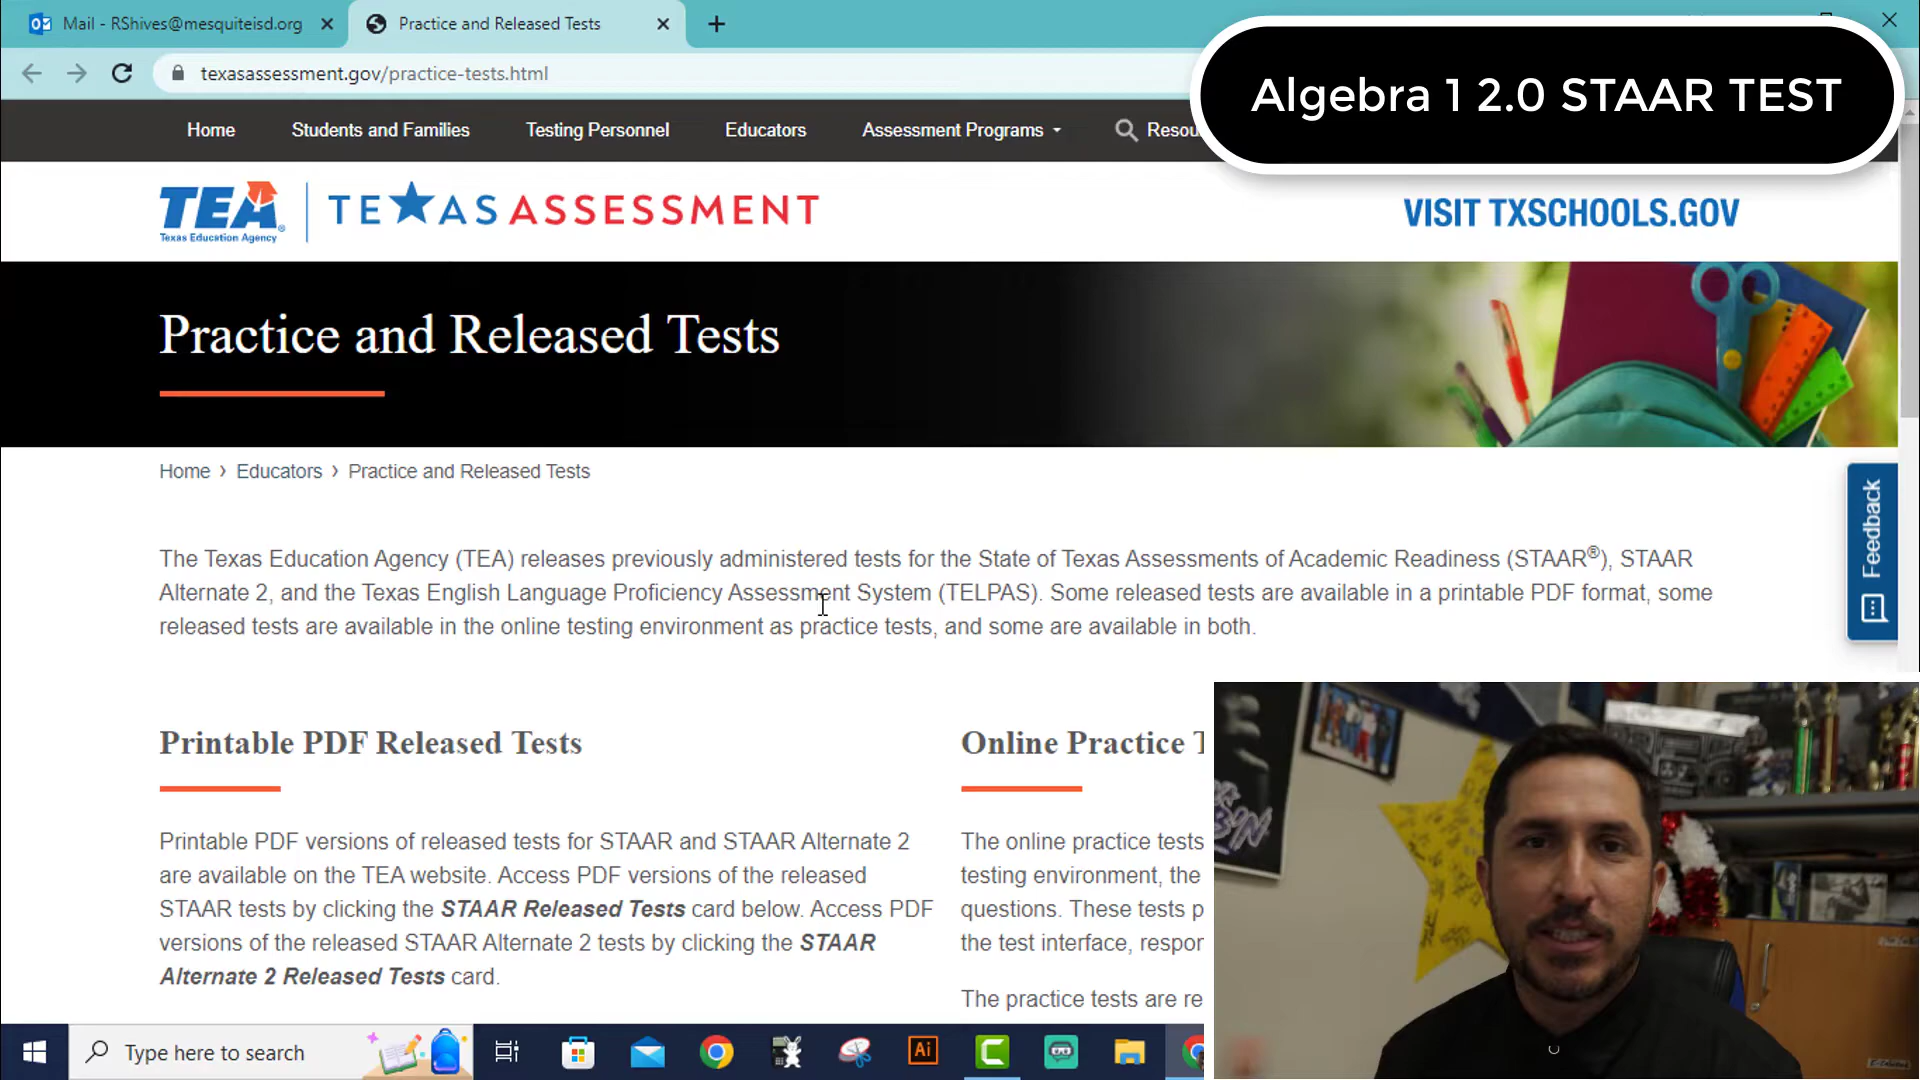 Mail - RShives@mesquiteisd.org
Practice and Released Tests
texasassessment.gov/practice-tests.html
Algebra 1 2.0 STAAR TEST
Home Students and Families Testing Personnel Educators Assessment Programs Resou
TEA
Texas Education Agency
TEXAS ASSESSMENT
VISIT TXSCHOOLS.GOV
Practice and Released Tests
Home › Educators › Practice and Released Tests
Feedback
The Texas Education Agency (TEA) releases previously administered tests for the State of Texas Assessments of Academic Readiness (STAAR®), STAAR
Alternate 2, and the Texas English Language Proficiency Assessment System (TELPAS). Some released tests are available in a printable PDF format, some
released tests are available in the online testing environment as practice tests, and some are available in both.
Printable PDF Released Tests
Printable PDF versions of released tests for STAAR and STAAR Alternate 2
are available on the TEA website. Access PDF versions of the released
STAAR tests by clicking the STAAR Released Tests card below. Access PDF
versions of the released STAAR Alternate 2 tests by clicking the STAAR
Alternate 2 Released Tests card.
Online Practice T
The online practice tests
testing environment, the
questions. These tests p
the test interface, respon
The practice tests are re
Type here to search
Ai